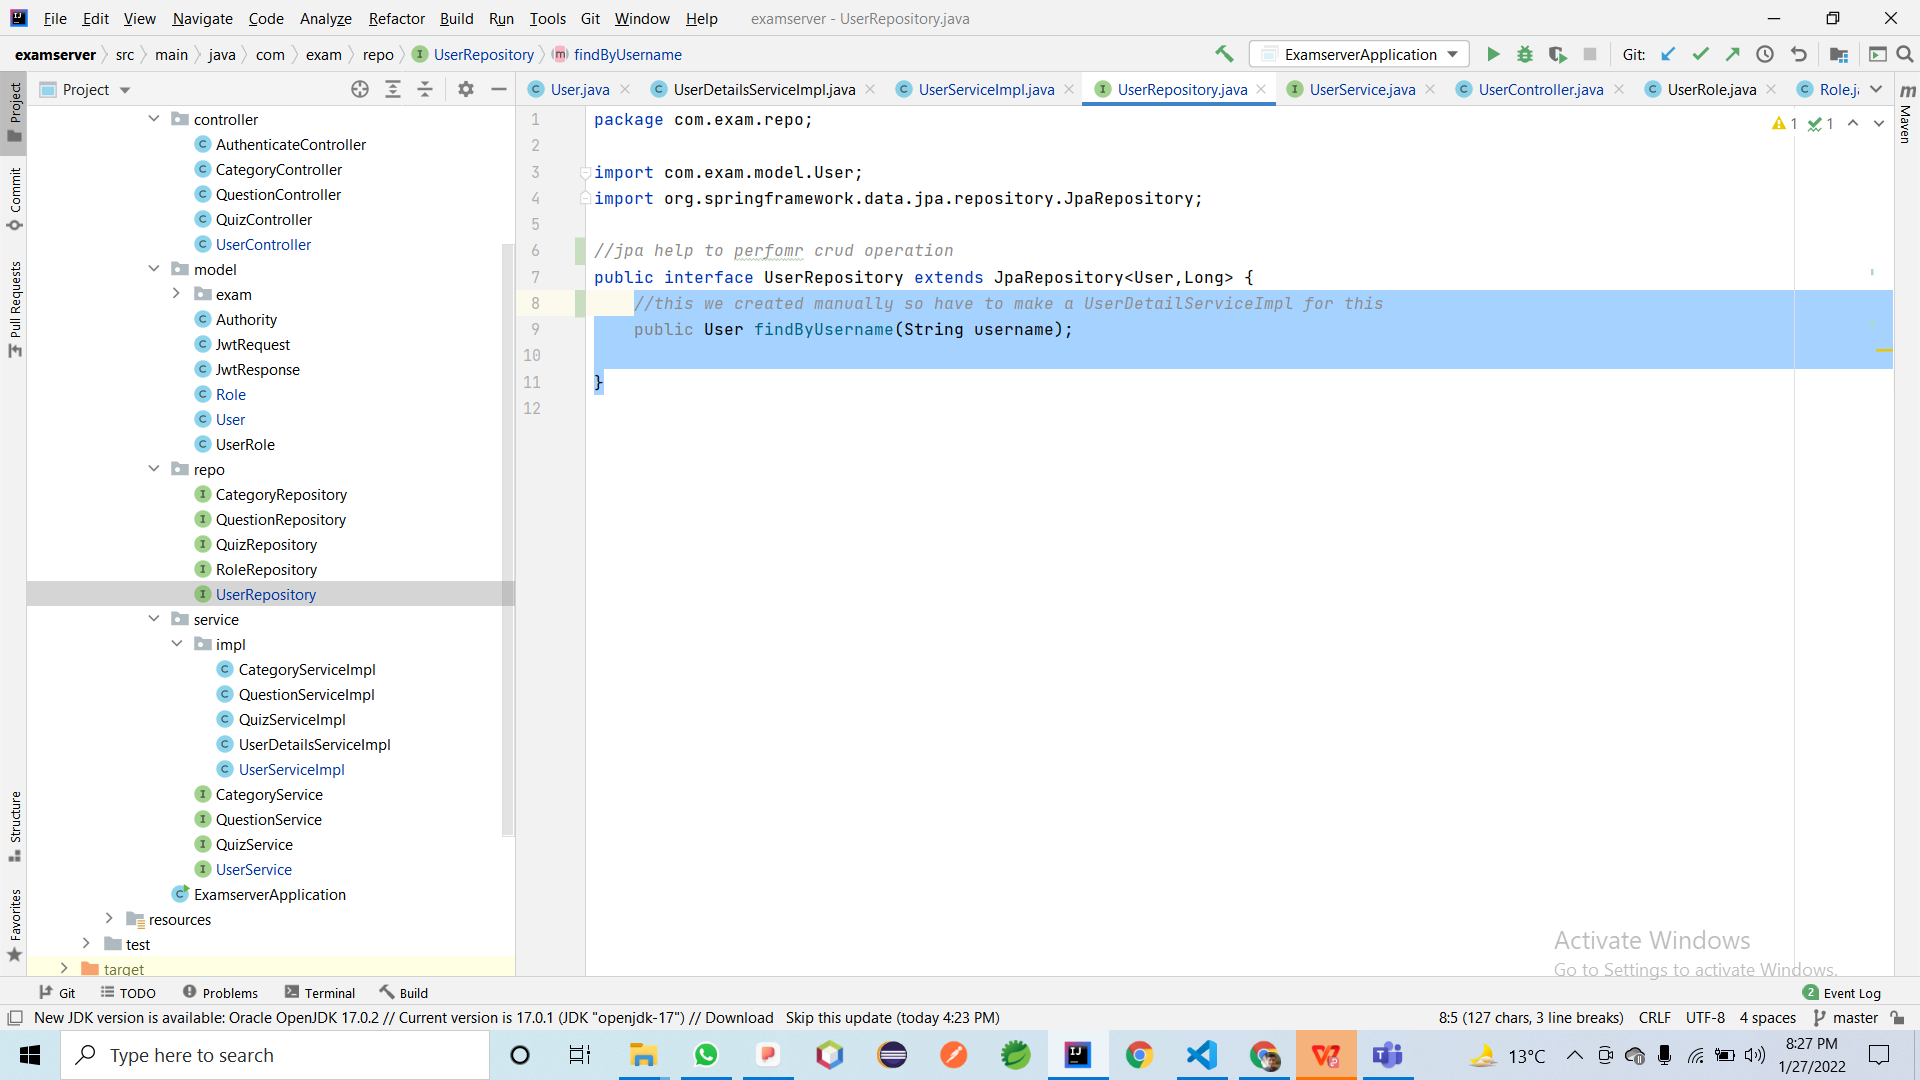 File Edit View Navigate Code Analyze Refactor Build Run Tools Git Window Help examserver - UserRepository.java
examserver src main java com exam repo UserRepository findByUsername ExamserverApplication Git:
Project
User.java UserDetailsServiceImpl.java UserServiceImpl.java UserRepository.java UserService.java UserController.java UserRole.java Role.j
Project
Commit
Pull Requests
Structure
Favorites
Maven
controller
AuthenticateController
CategoryController
QuestionController
QuizController
UserController
model
exam
Authority
JwtRequest
JwtResponse
Role
User
UserRole
repo
CategoryRepository
QuestionRepository
QuizRepository
RoleRepository
UserRepository
service
impl
CategoryServiceImpl
QuestionServiceImpl
QuizServiceImpl
UserDetailsServiceImpl
UserServiceImpl
CategoryService
QuestionService
QuizService
UserService
ExamserverApplication
resources
test
target
1 package com.exam.repo;
1 1
2
3 import com.exam.model.User;
4 import org.springframework.data.jpa.repository.JpaRepository;
5
6 //jpa help to perfomr crud operation
7 public interface UserRepository extends JpaRepository<User,Long> {
8 //this we created manually so have to make a UserDetailServiceImpl for this
9 public User findByUsername(String username);
10
11 }
12
Activate Windows
Go to Settings to activate Windows.
Git TODO Problems Terminal Build 2 Event Log
New JDK version is available: Oracle OpenJDK 17.0.2 // Current version is 17.0.1 (JDK "openjdk-17") // Download Skip this update (today 4:23 PM) 8:5 (127 chars, 3 line breaks) CRLF UTF-8 4 spaces master
Type here to search 13°C 8:27 PM
1/27/2022